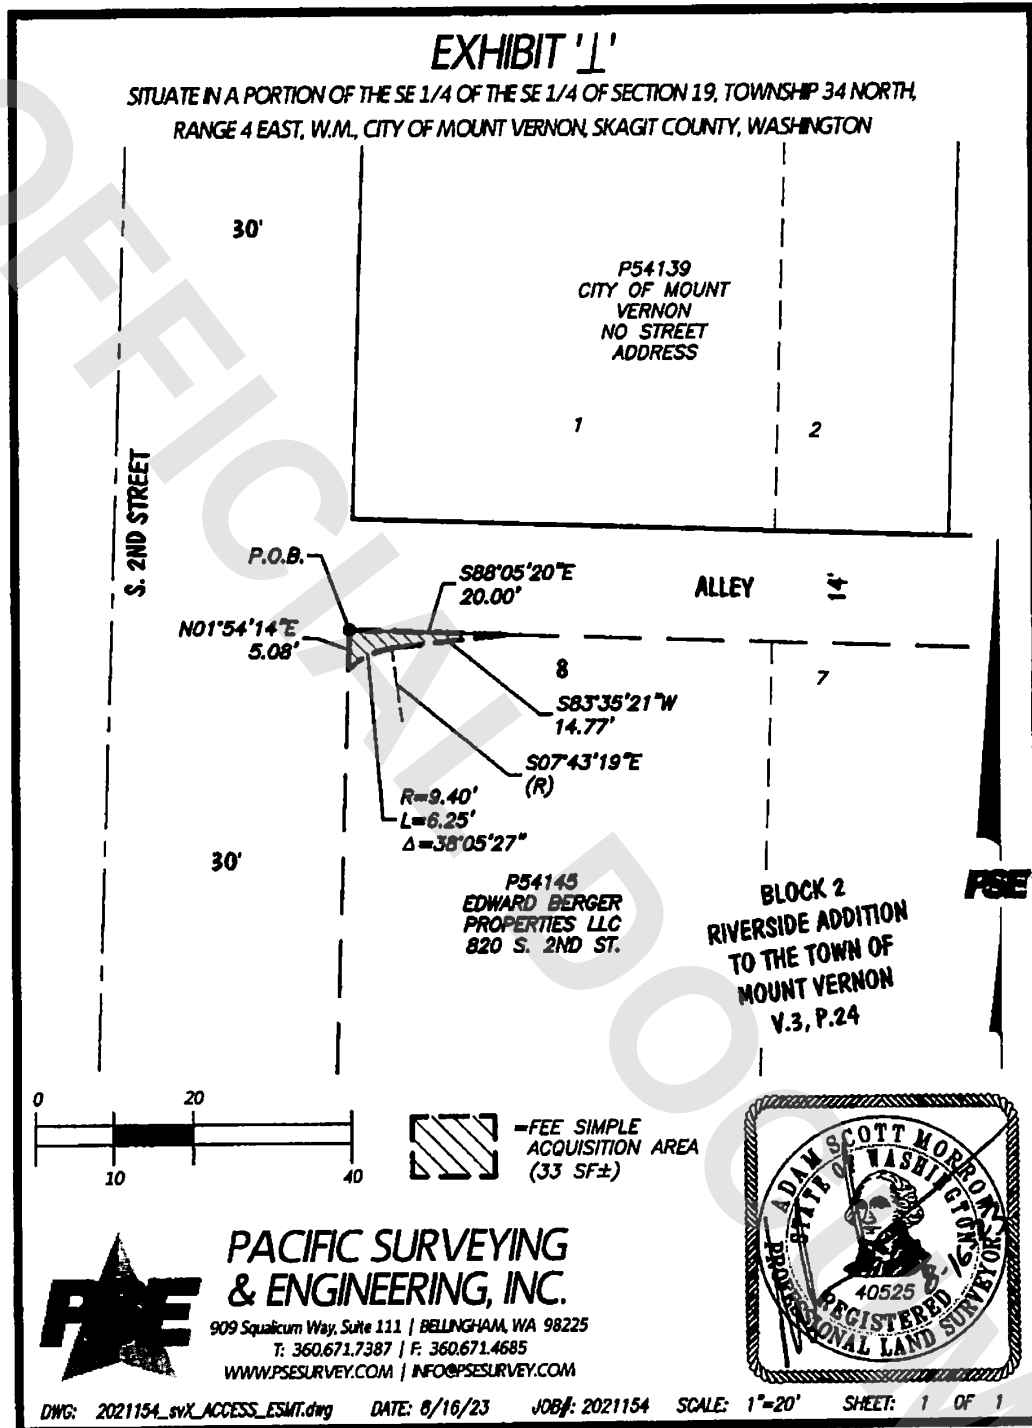 EXHIBIT '1'
SITUATE IN A PORTION OF THE SE 1/4 OF THE SE 1/4 OF SECTION 19, TOWNSHIP 34 NORTH,
RANGE 4 EAST, W.M., CITY OF MOUNT VERNON, SKAGIT COUNTY, WASHINGTON
30'
P54139
CITY OF MOUNT
VERNON
NO STREET
ADDRESS
1
2
S. 2ND STREET
P.O.B.
S88°05'20"E
20.00'
ALLEY
14'
N01°54'14"E
5.08'
8
7
S83°35'21"W
14.77'
S07°43'19"E
(R)
R=9.40'
L=6.25'
Δ=38°05'27"
30'
P54145
EDWARD BERGER
PROPERTIES LLC
820 S. 2ND ST.
PSE
BLOCK 2
RIVERSIDE ADDITION
TO THE TOWN OF
MOUNT VERNON
V.3, P.24
0
20
10
40
=FEE SIMPLE
ACQUISITION AREA
(33 SF±)
ADAM SCOTT MORROW
STATE OF WASHINGTON
40525
REGISTERED
PROFESSIONAL LAND SURVEYOR
PSE
PACIFIC SURVEYING
& ENGINEERING, INC.
909 Squalicum Way, Suite 111 | BELLINGHAM, WA 98225
T: 360.671.7387 | F: 360.671.4685
WWW.PSESURVEY.COM | INFO@PSESURVEY.COM
DWG: 2021154_svX_ACCESS_ESMT.dwg DATE: 8/16/23 JOB#: 2021154 SCALE: 1"=20' SHEET: 1 OF 1
OFFICIAL DOCUM